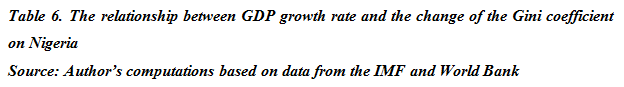 Table 6. The relationship between GDP growth rate and the change of the Gini coefficient
on Nigeria
Source: Author's computations based on data from the IMF and World Bank